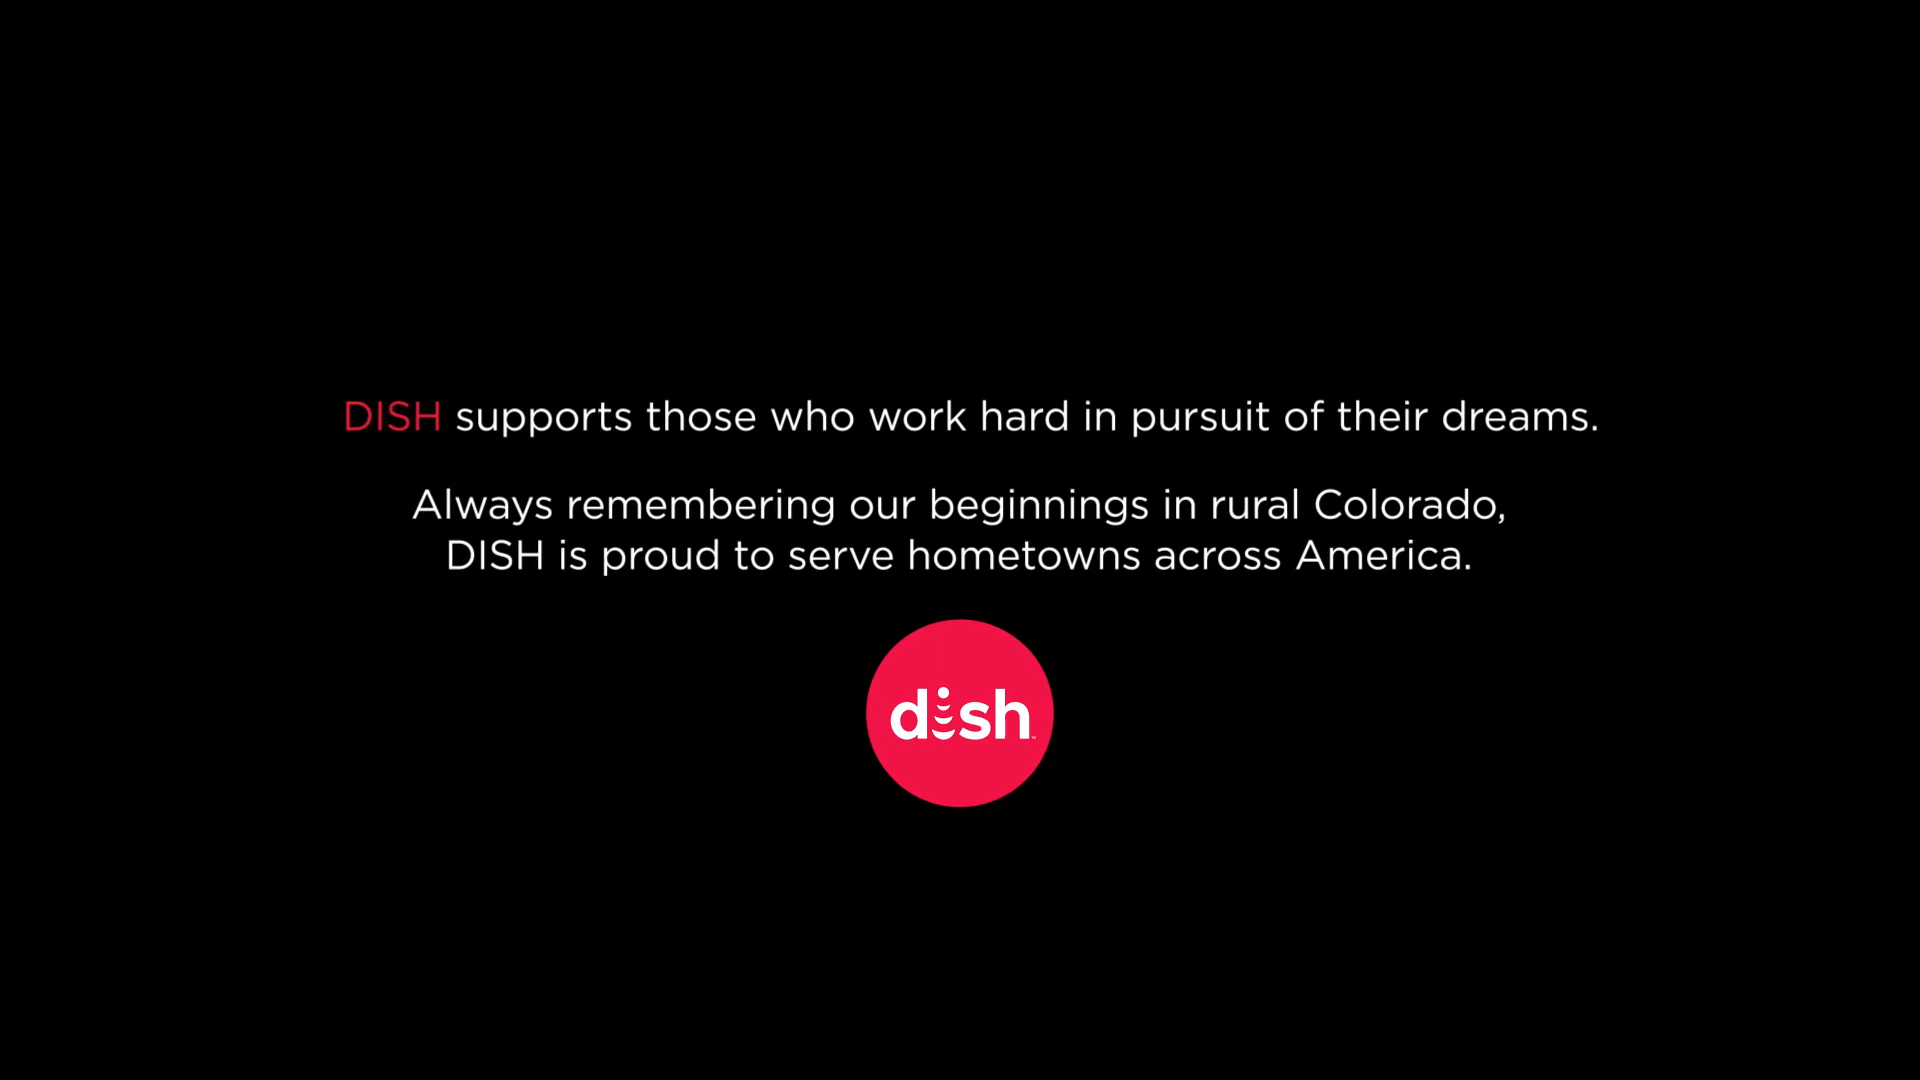 DISH supports those who work hard in pursuit of their dreams.
Always remembering our beginnings in rural Colorado,
DISH is proud to serve hometowns across America.
dish